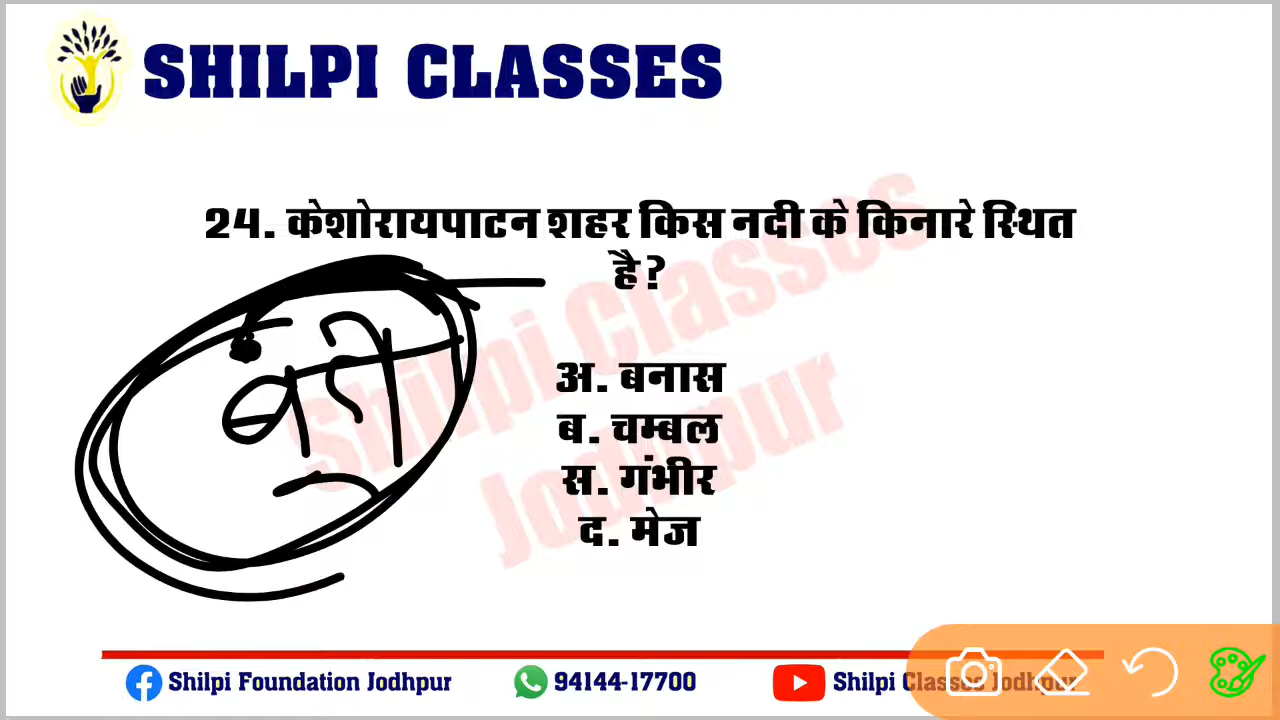 SHILPI CLASSES
24. केशोरायपाटन शहर किस नदी के किनारे स्थित
है?
अ. बनास
ब. चम्बल
स. गंभीर
द. मेज
Shilpi Classes
Jodhpur
Shilpi Foundation Jodhpur
94144-17700
Shilpi Classes Jodhpur